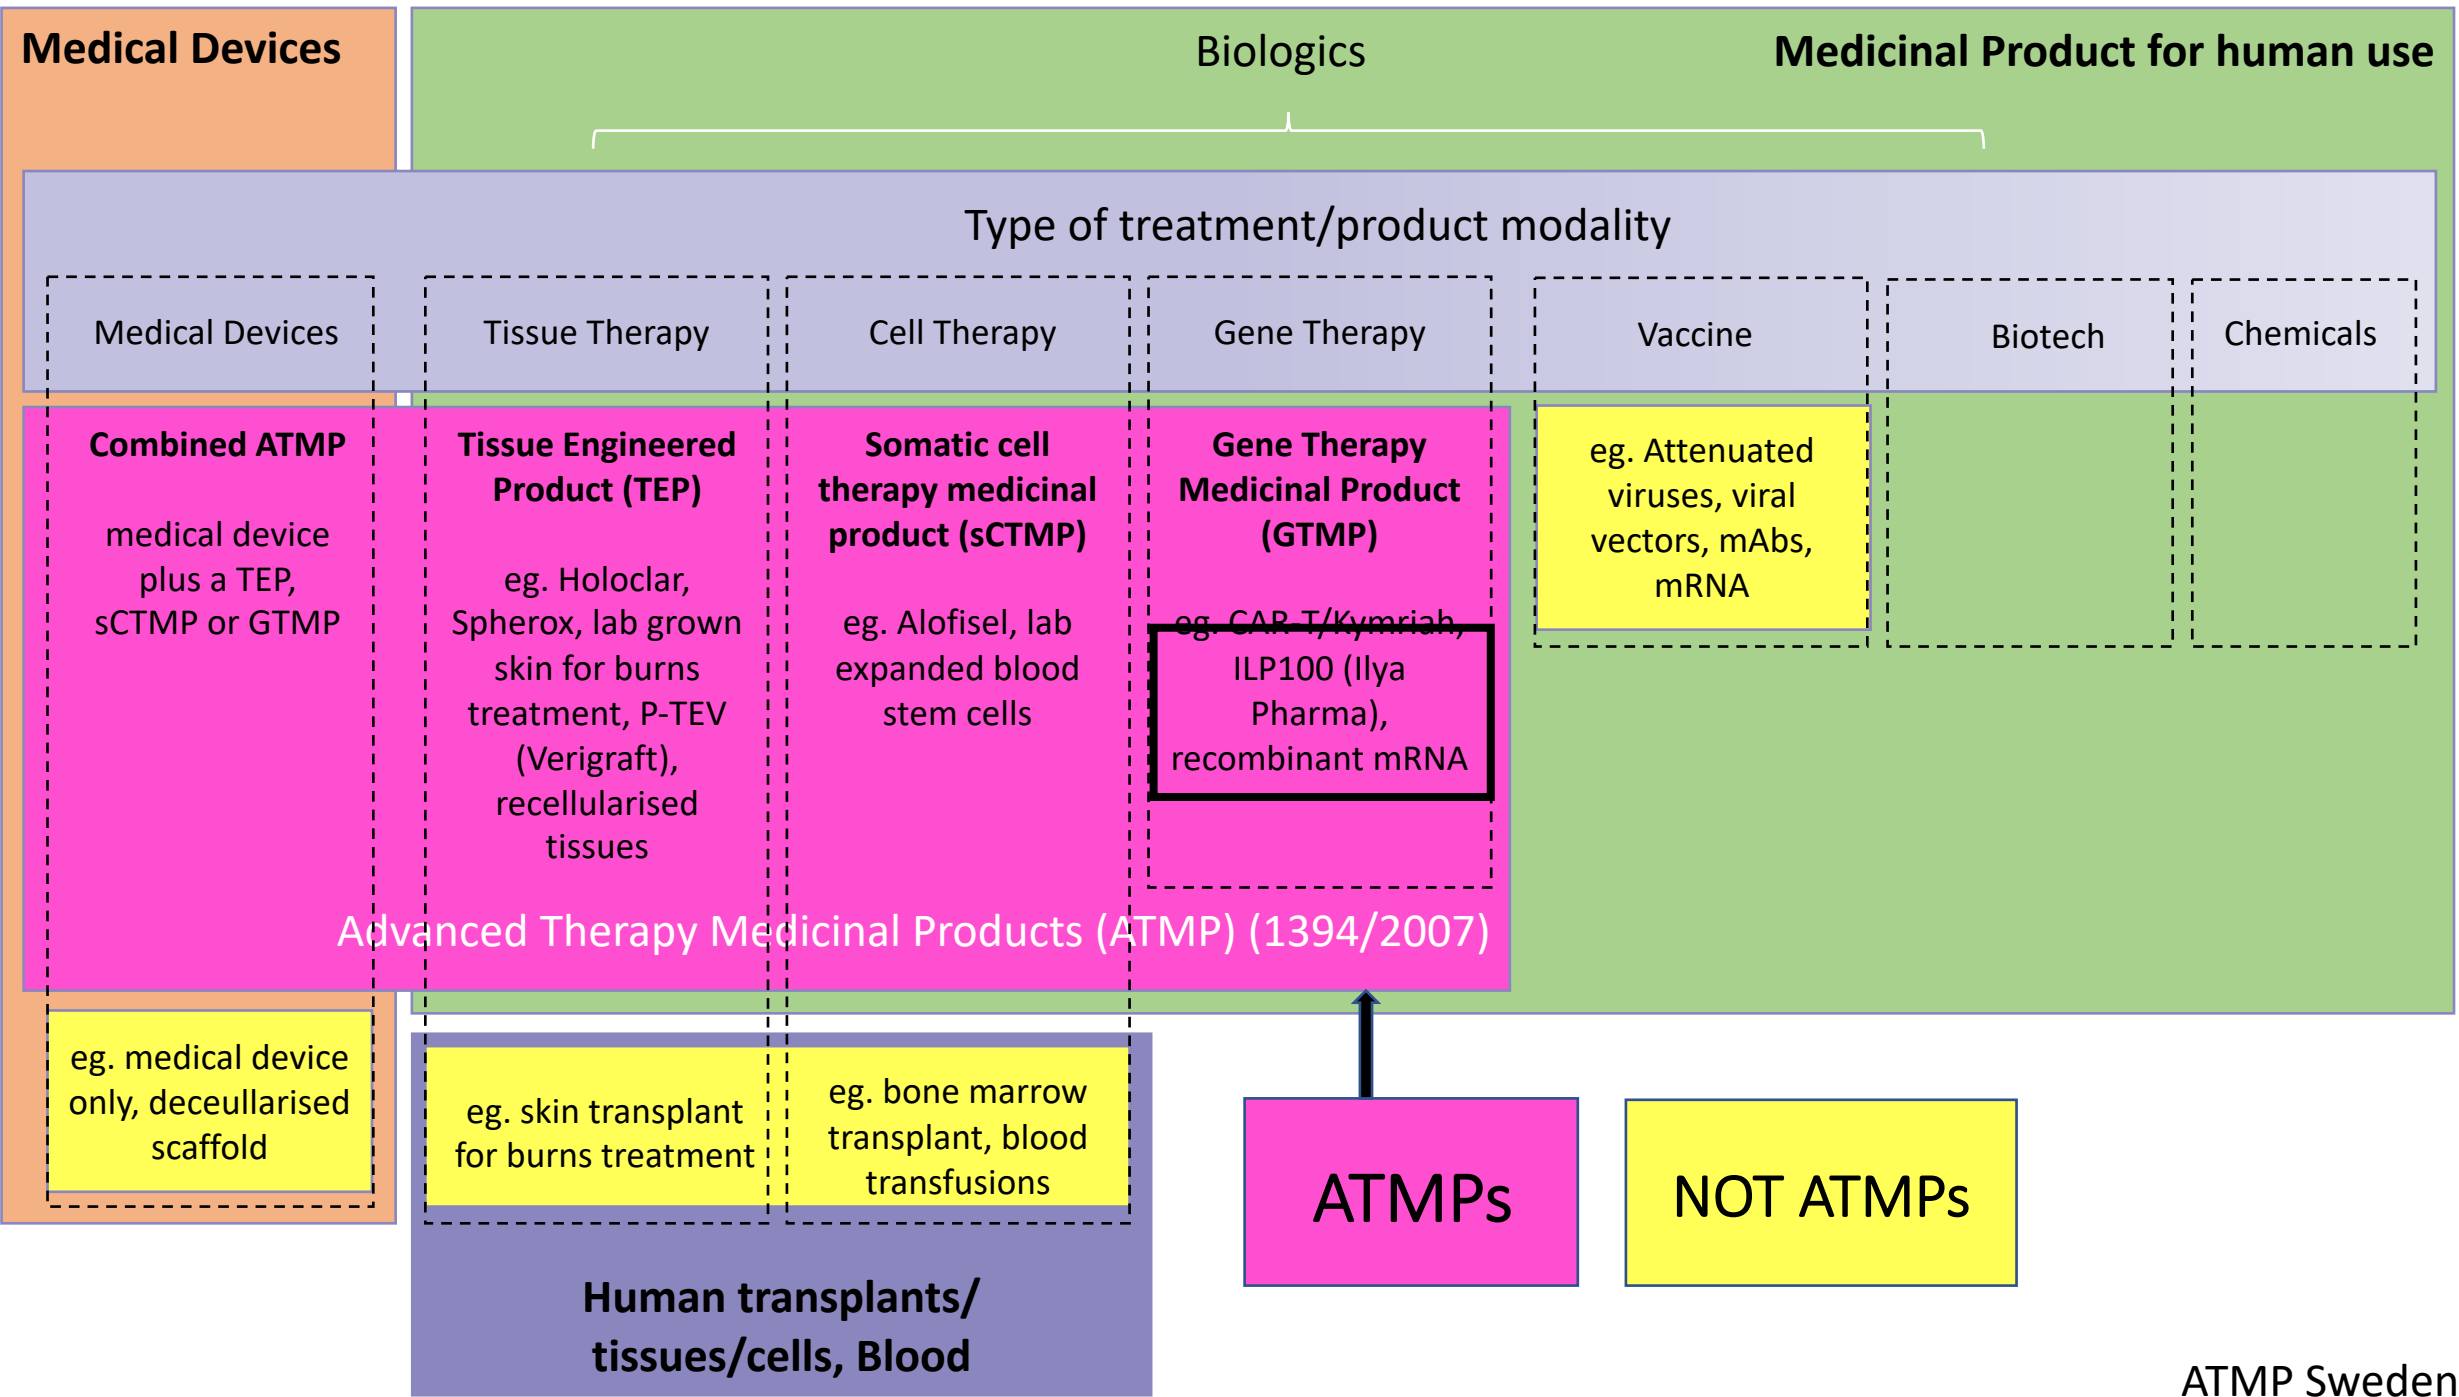 Medical Devices
Biologics
Medicinal Product for human use
Type of treatment/product modality
Medical Devices
Tissue Therapy
Cell Therapy
Gene Therapy
Vaccine
Biotech
Chemicals
Combined ATMP
medical device
plus a TEP,
sCTMP or GTMP
Tissue Engineered
Product (TEP)
eg. Holoclar,
Spherox, lab grown
skin for burns
treatment, P-TEV
(Verigraft),
recellularised
tissues
Somatic cell
therapy medicinal
product (sCTMP)
eg. Alofisel, lab
expanded blood
stem cells
Gene Therapy
Medicinal Product
(GTMP)
eg. CAR-T/Kymriah,
ILP100 (Ilya
Pharma),
recombinant mRNA
eg. Attenuated
viruses, viral
vectors, mAbs,
mRNA
Advanced Therapy Medicinal Products (ATMP) (1394/2007)
eg. medical device
only, deceullarised
scaffold
eg. skin transplant
for burns treatment
eg. bone marrow
transplant, blood
transfusions
Human transplants/
tissues/cells, Blood
ATMPs
NOT ATMPs
ATMP Sweden